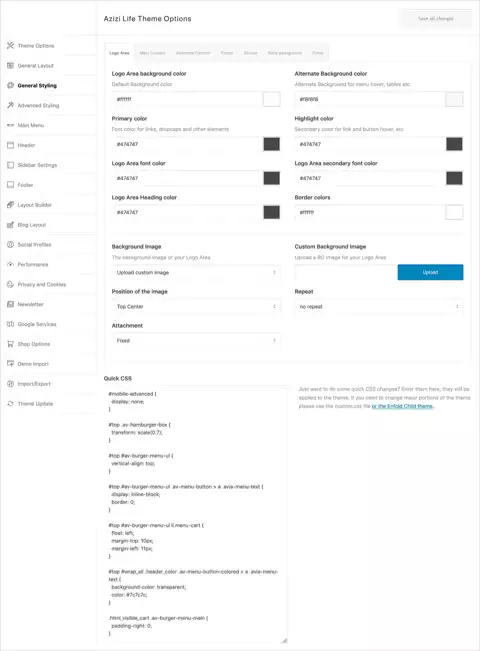 Azizi Life Theme Options
Save all changes
Theme Options
General Layout
General Styling
Advanced Styling
Main Menu
Header
Sidebar Settings
Footer
Layout Builder
Blog Layout
Social Profiles
Performance
Privacy and Cookies
Newsletter
Google Services
Shop Options
Demo Import
Import/Export
Theme Update
Logo Area
Main Content
Alternate Content
Footer
Socket
Body background
Fonts
Logo Area background color
Default Background color
#ffffff
Alternate Background color
Alternate Background for menu hover, tables etc
#f8f8f8
Primary color
Font color for links, dropcaps and other elements
#474747
Highlight color
Secondary color for link and button hover, etc
#474747
Logo Area font color
#474747
Logo Area secondary font color
#474747
Logo Area Heading color
#474747
Border colors
#ffffff
Background Image
The background image of your Logo Area
Upload custom image
Custom Background Image
Upload a BG image for your Logo Area
Upload
Position of the image
Top Center
Repeat
no repeat
Attachment
Fixed
Quick CSS
#mobile-advanced {
display: none;
}
#top .av-hamburger-box {
transform: scale(0.7);
}
#top #av-burger-menu-ul {
vertical-align: top;
}
#top #av-burger-menu-ul .av-menu-button > a .avia-menu-text {
display: inline-block;
border: 0;
}
#top #av-burger-menu-ul li.menu-cart {
float: left;
margin-top: 10px;
margin-left: 11px;
}
#top #wrap_all .header_color .av-menu-button-colored > a .avia-menu-
text {
background-color: transparent;
color: #7c7c7c;
}
.html_visible_cart .av-burger-menu-main {
padding-right: 0;
}
Just want to do some quick CSS changes? Enter them here, they will be
applied to the theme. If you need to change major portions of the theme
please use the custom.css file or the Enfold Child theme.